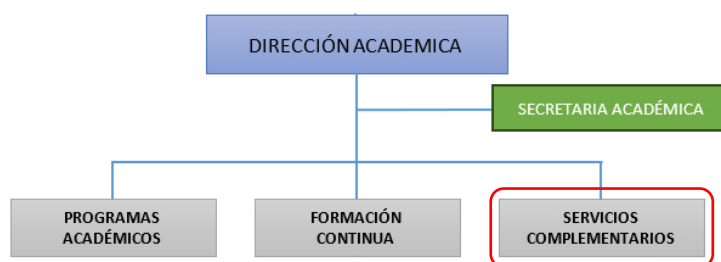 DIRECCIÓN ACADEMICA
SECRETARIA ACADÉMICA
PROGRAMAS
ACADÉMICOS
FORMACIÓN
CONTINUA
SERVICIOS
COMPLEMENTARIOS